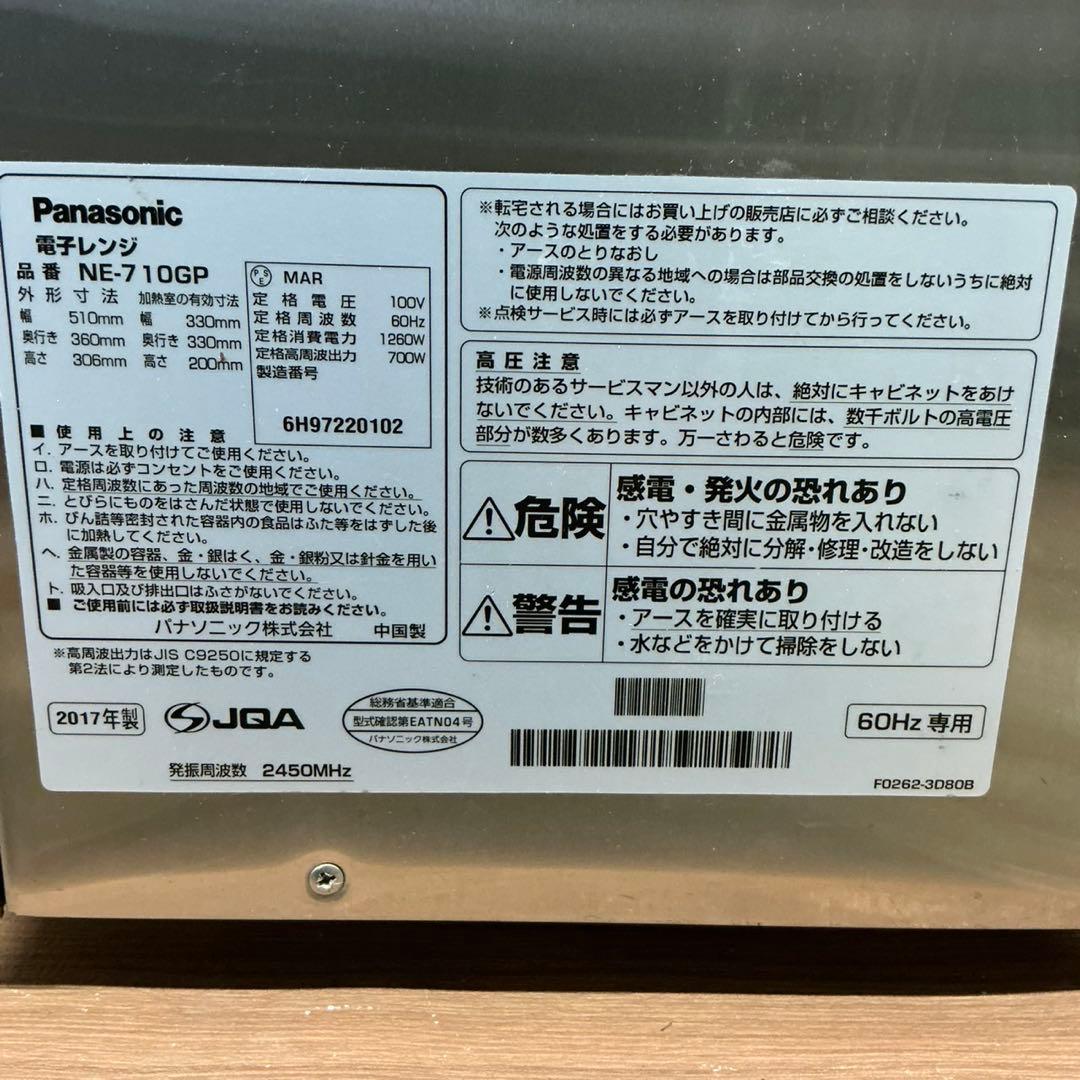 Panasonic
電子レンジ
品番 NE-710GP
外形寸法 加熱室の有効寸法
幅 510mm 幅 330mm
奥行き 360mm 奥行き 330mm
高さ 306mm 高さ 200mm
PSE MAR
定格電圧 100V
定格周波数 60Hz
定格消費電力 1260W
定格高周波出力 700W
製造番号
6H97220102
■使用上の注意
イ. アースを取り付けてご使用ください。
ロ. 電源は必ずコンセントをご使用ください。
ハ. 定格周波数にあった周波数の地域でご使用ください。
ニ. とびらにものをはさんだ状態で使用しないでください。
ホ. びん詰等密封された容器内の食品はふた等をはずした後
に加熱してください。
ヘ. 金属製の容器、金・銀はく、金・銀粉又は針金を用い
た容器等を使用しないでください。
ト. 吸入口及び排出口はふさがないでください。
■ ご使用前には必ず取扱説明書をお読みください。
パナソニック株式会社 中国製
※高周波出力はJIS C9250に規定する
第2法により測定したものです。
2017年製
JQA
総務省基準適合
型式確認第EATN04号
パナソニック株式会社
発振周波数 2450MHz
※転宅される場合にはお買い上げの販売店に必ずご相談ください。
次のような処置をする必要があります。
・アースのとりなおし
・電源周波数の異なる地域への場合は部品交換の処置をしないうちに絶対
に使用しないでください。
※点検サービス時には必ずアースを取り付けてから行ってください。
高圧注意
技術のあるサービスマン以外の人は、絶対にキャビネットをあけ
ないでください。キャビネットの内部には、数千ボルトの高電圧
部分が数多くあります。万一さわると危険です。
危険
感電・発火の恐れあり
・穴やすき間に金属物を入れない
・自分で絶対に分解・修理・改造をしない
警告
感電の恐れあり
・アースを確実に取り付ける
・水などをかけて掃除をしない
60Hz 専用
F0262-3D80B